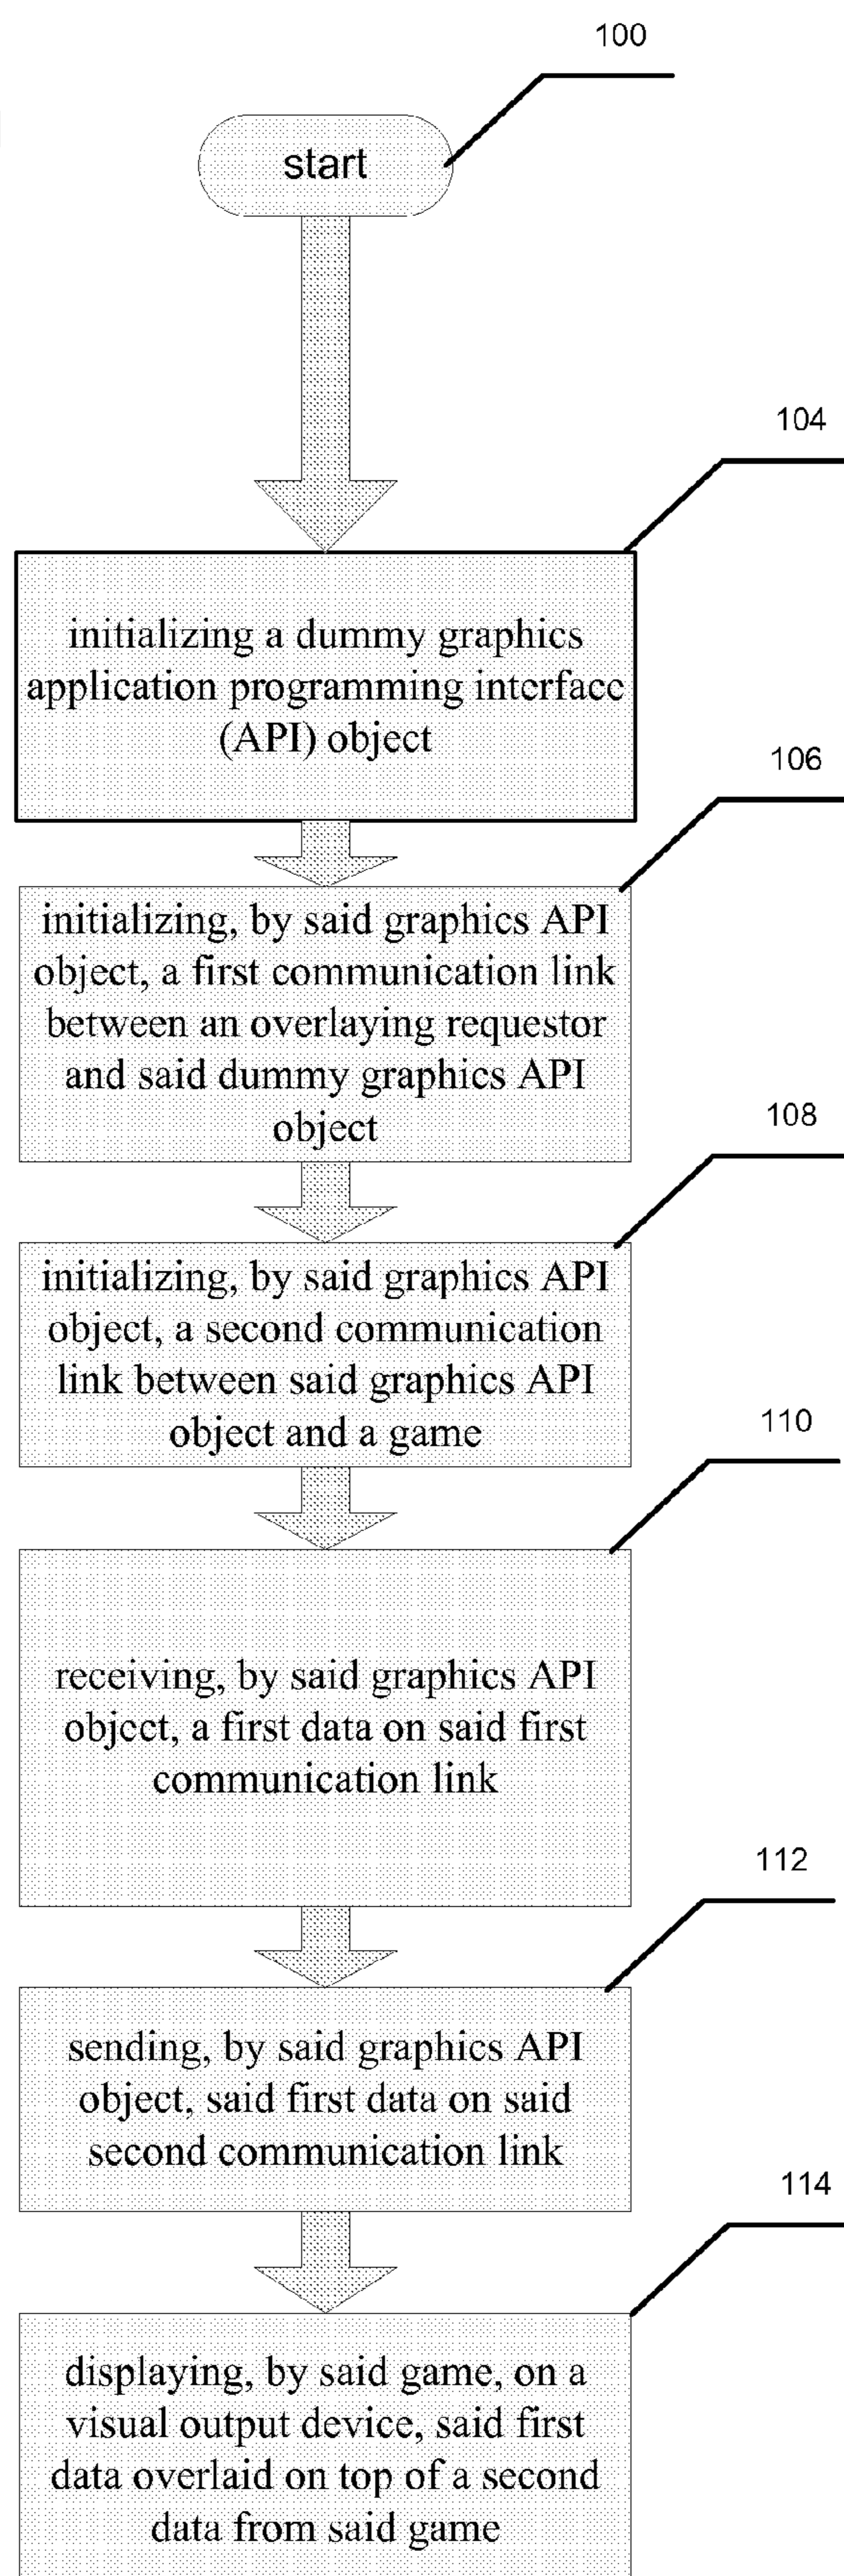 100
start
104
initializing a dummy graphics
application programming interface
(API) object
106
initializing, by said graphics API
object, a first communication link
between an overlaying requestor
and said dummy graphics API
object
108
initializing, by said graphics API
object, a second communication
link between said graphics API
object and a game
110
receiving, by said graphics API
object, a first data on said first
communication link
112
sending, by said graphics API
object, said first data on said
second communication link
114
displaying, by said game, on a
visual output device, said first
data overlaid on top of a second
data from said game